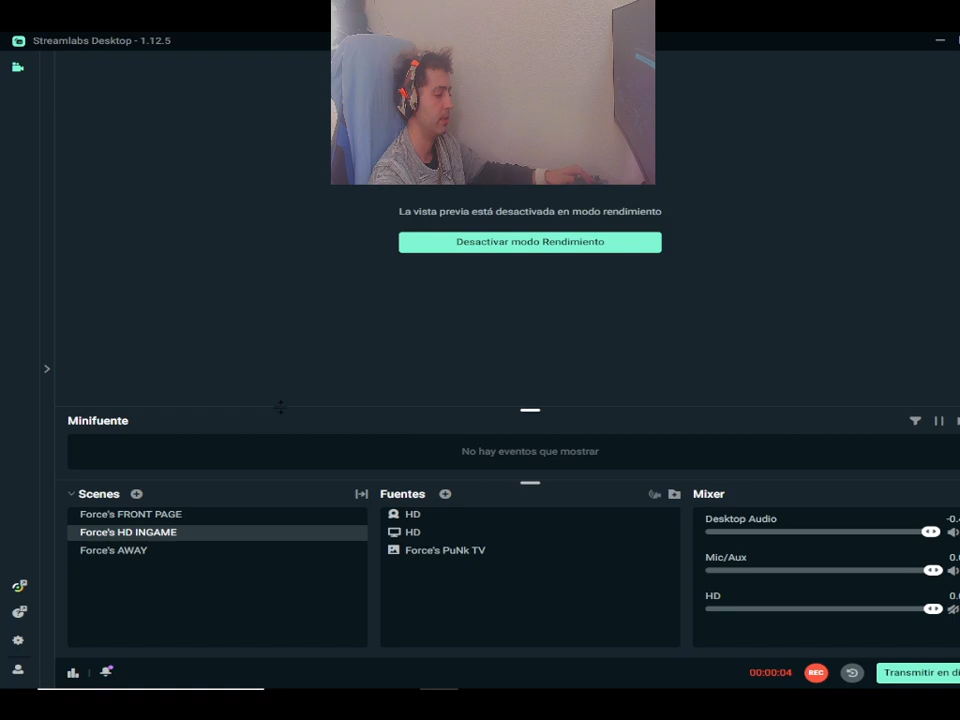 Streamlabs Desktop - 1.12.5
La vista previa está desactivada en modo rendimiento
Desactivar modo Rendimiento
Minifuente
No hay eventos que mostrar
Scenes
Force's FRONT PAGE
Force's HD INGAME
Force's AWAY
Fuentes
HD
HD
Force's PuNk TV
Mixer
Desktop Audio
Mic/Aux
HD
00:00:04
REC
Transmitir en di